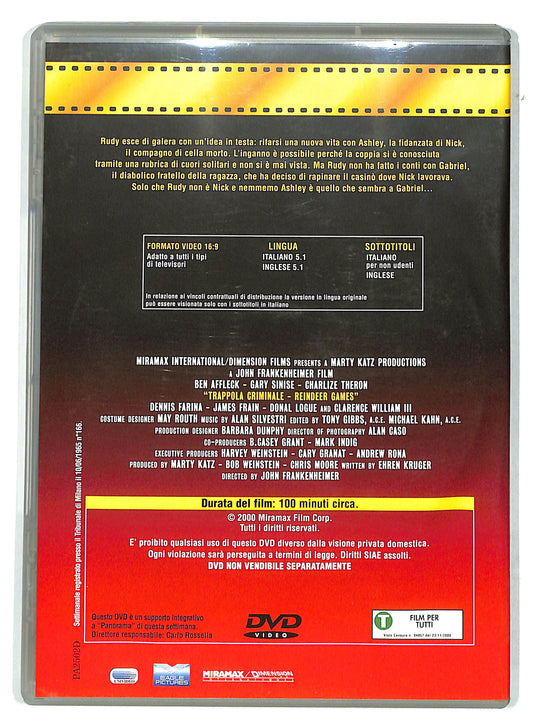 Rudy esce di galera con un'idea in testa: rifarsi una nuova vita con Ashley, la fidanzata di Nick,
il compagno di cella morto. L'inganno è possibile perché la coppia si è conosciuta
tramite una rubrica di cuori solitari e non si è mai vista. Ma Rudy non ha fatto i conti con Gabriel,
il diabolico fratello della ragazza, che ha deciso di rapinare il casinò dove Nick lavorava.
Solo che Rudy non è Nick e nemmemo Ashley è quello che sembra a Gabriel...
FORMATO VIDEO 16:9
Adatto a tutti i tipi
di televisori
LINGUA
ITALIANO 5.1
INGLESE 5.1
SOTTOTITOLI
ITALIANO
per non udenti
INGLESE
In relazione ai vincoli contrattuali di distribuzione la versione in lingua originale
può essere visionata solo con i sottotitoli in italiano
MIRAMAX INTERNATIONAL/DIMENSION FILMS PRESENTS A MARTY KATZ PRODUCTIONS
A JOHN FRANKENHEIMER FILM
BEN AFFLECK - GARY SINISE - CHARLIZE THERON
"TRAPPOLA CRIMINALE - REINDEER GAMES"
DENNIS FARINA - JAMES FRAIN - DONAL LOGUE AND CLARENCE WILLIAM III
COSTUME DESIGNER MAY ROUTH MUSIC BY ALAN SILVESTRI EDITED BY TONY GIBBS, A.C.E. MICHAEL KAHN, A.C.E.
PRODUCTION DESIGNER BARBARA DUNPHY DIRECTOR OF PHOTOGRAPHY ALAN CASO
CO-PRODUCERS B.CASEY GRANT - MARK INDIG
EXECUTIVE PRODUCERS HARVEY WEINSTEIN - GARY GRANAT - ANDREW RONA
PRODUCED BY MARTY KATZ - BOB WEINSTEIN - CHRIS MOORE WRITTEN BY EHREN KRUGER
DIRECTED BY JOHN FRANKENHEIMER
Durata del film: 100 minuti circa.
© 2000 Miramax Film Corp.
Tutti i diritti riservati.
E' proibito qualsiasi uso di questo DVD diverso dalla visione privata domestica.
Ogni violazione sarà perseguita a termini di legge. Diritti SIAE assolti.
DVD NON VENDIBILE SEPARATAMENTE
Settimanale registrato presso il Tribunale di Milano il 10/06/1965 n°166.
PA2502D
Questo DVD è un supporto integrativo
a "Panorama" di questa settimana.
Direttore responsabile: Carlo Rossella
DVD
VIDEO
T
FILM PER
TUTTI
EAGLE
PICTURES
MIRAMAX/DIMENSION